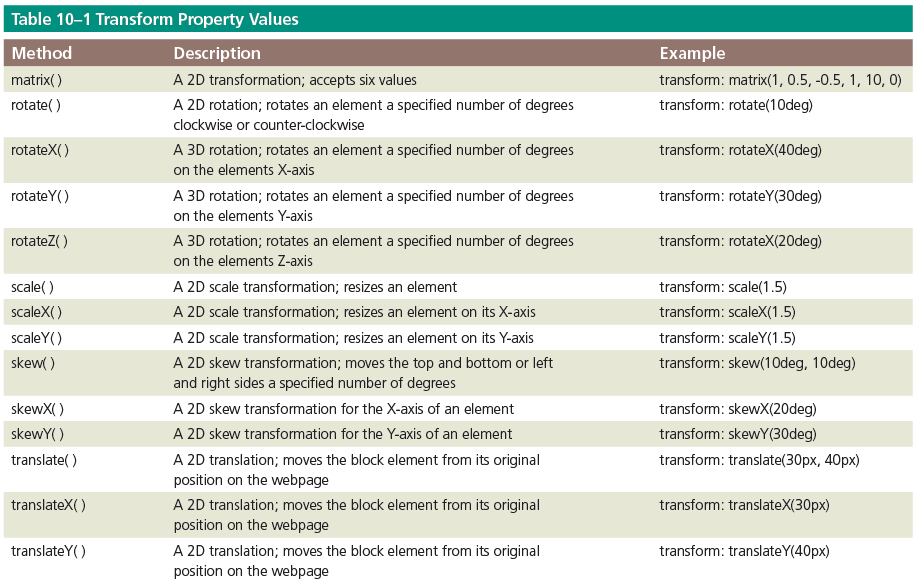 Table 10–1 Transform Property Values
Method Description Example
matrix( ) A 2D transformation; accepts six values transform: matrix(1, 0.5, -0.5, 1, 10, 0)
rotate( ) A 2D rotation; rotates an element a specified number of degrees transform: rotate(10deg)
clockwise or counter-clockwise
rotateX( ) A 3D rotation; rotates an element a specified number of degrees transform: rotateX(40deg)
on the elements X-axis
rotateY( ) A 3D rotation; rotates an element a specified number of degrees transform: rotateY(30deg)
on the elements Y-axis
rotateZ( ) A 3D rotation; rotates an element a specified number of degrees transform: rotateX(20deg)
on the elements Z-axis
scale( ) A 2D scale transformation; resizes an element transform: scale(1.5)
scaleX( ) A 2D scale transformation; resizes an element on its X-axis transform: scaleX(1.5)
scaleY( ) A 2D scale transformation; resizes an element on its Y-axis transform: scaleY(1.5)
skew( ) A 2D skew transformation; moves the top and bottom or left transform: skew(10deg, 10deg)
and right sides a specified number of degrees
skewX( ) A 2D skew transformation for the X-axis of an element transform: skewX(20deg)
skewY( ) A 2D skew transformation for the Y-axis of an element transform: skewY(30deg)
translate( ) A 2D translation; moves the block element from its original transform: translate(30px, 40px)
position on the webpage
translateX( ) A 2D translation; moves the block element from its original transform: translateX(30px)
position on the webpage
translateY( ) A 2D translation; moves the block element from its original transform: translateY(40px)
position on the webpage